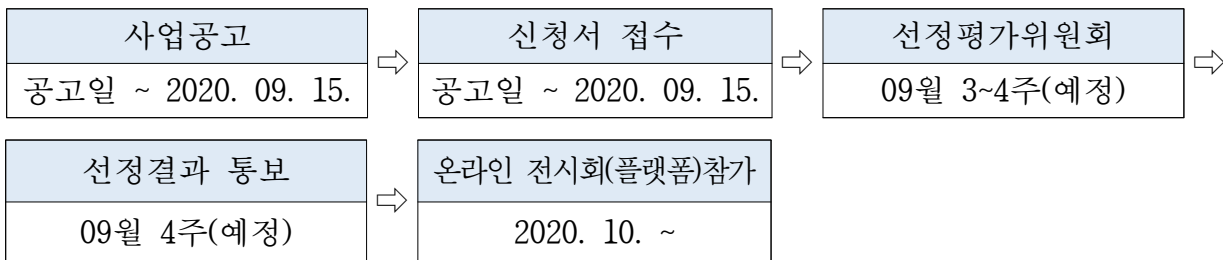 사업공고
공고일 ~ 2020. 09. 15.
신청서 접수
공고일 ~ 2020. 09. 15.
선정평가위원회
09월 3~4주(예정)
선정결과 통보
09월 4주(예정)
온라인 전시회(플랫폼)참가
2020. 10. ~